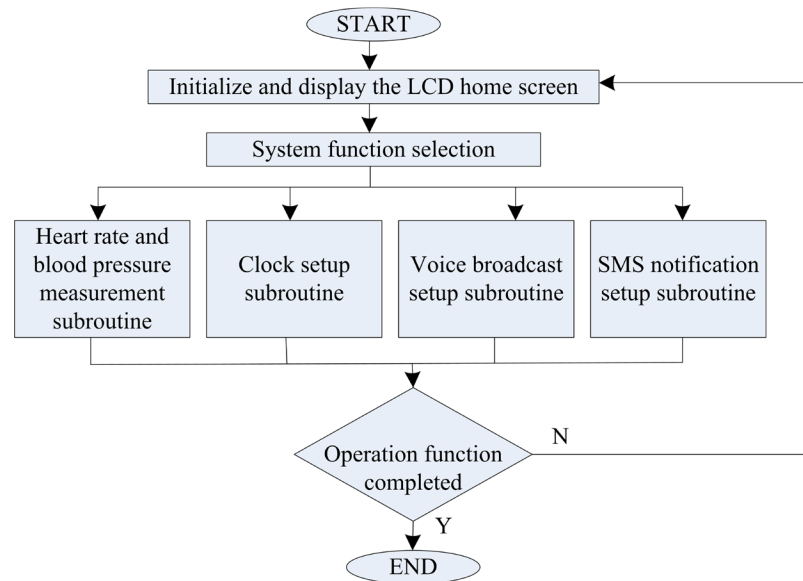 START
Initialize and display the LCD home screen
System function selection
Heart rate and
blood pressure
measurement
subroutine
Clock setup
subroutine
Voice broadcast
setup subroutine
SMS notification
setup subroutine
Operation function
completed
N
Y
END